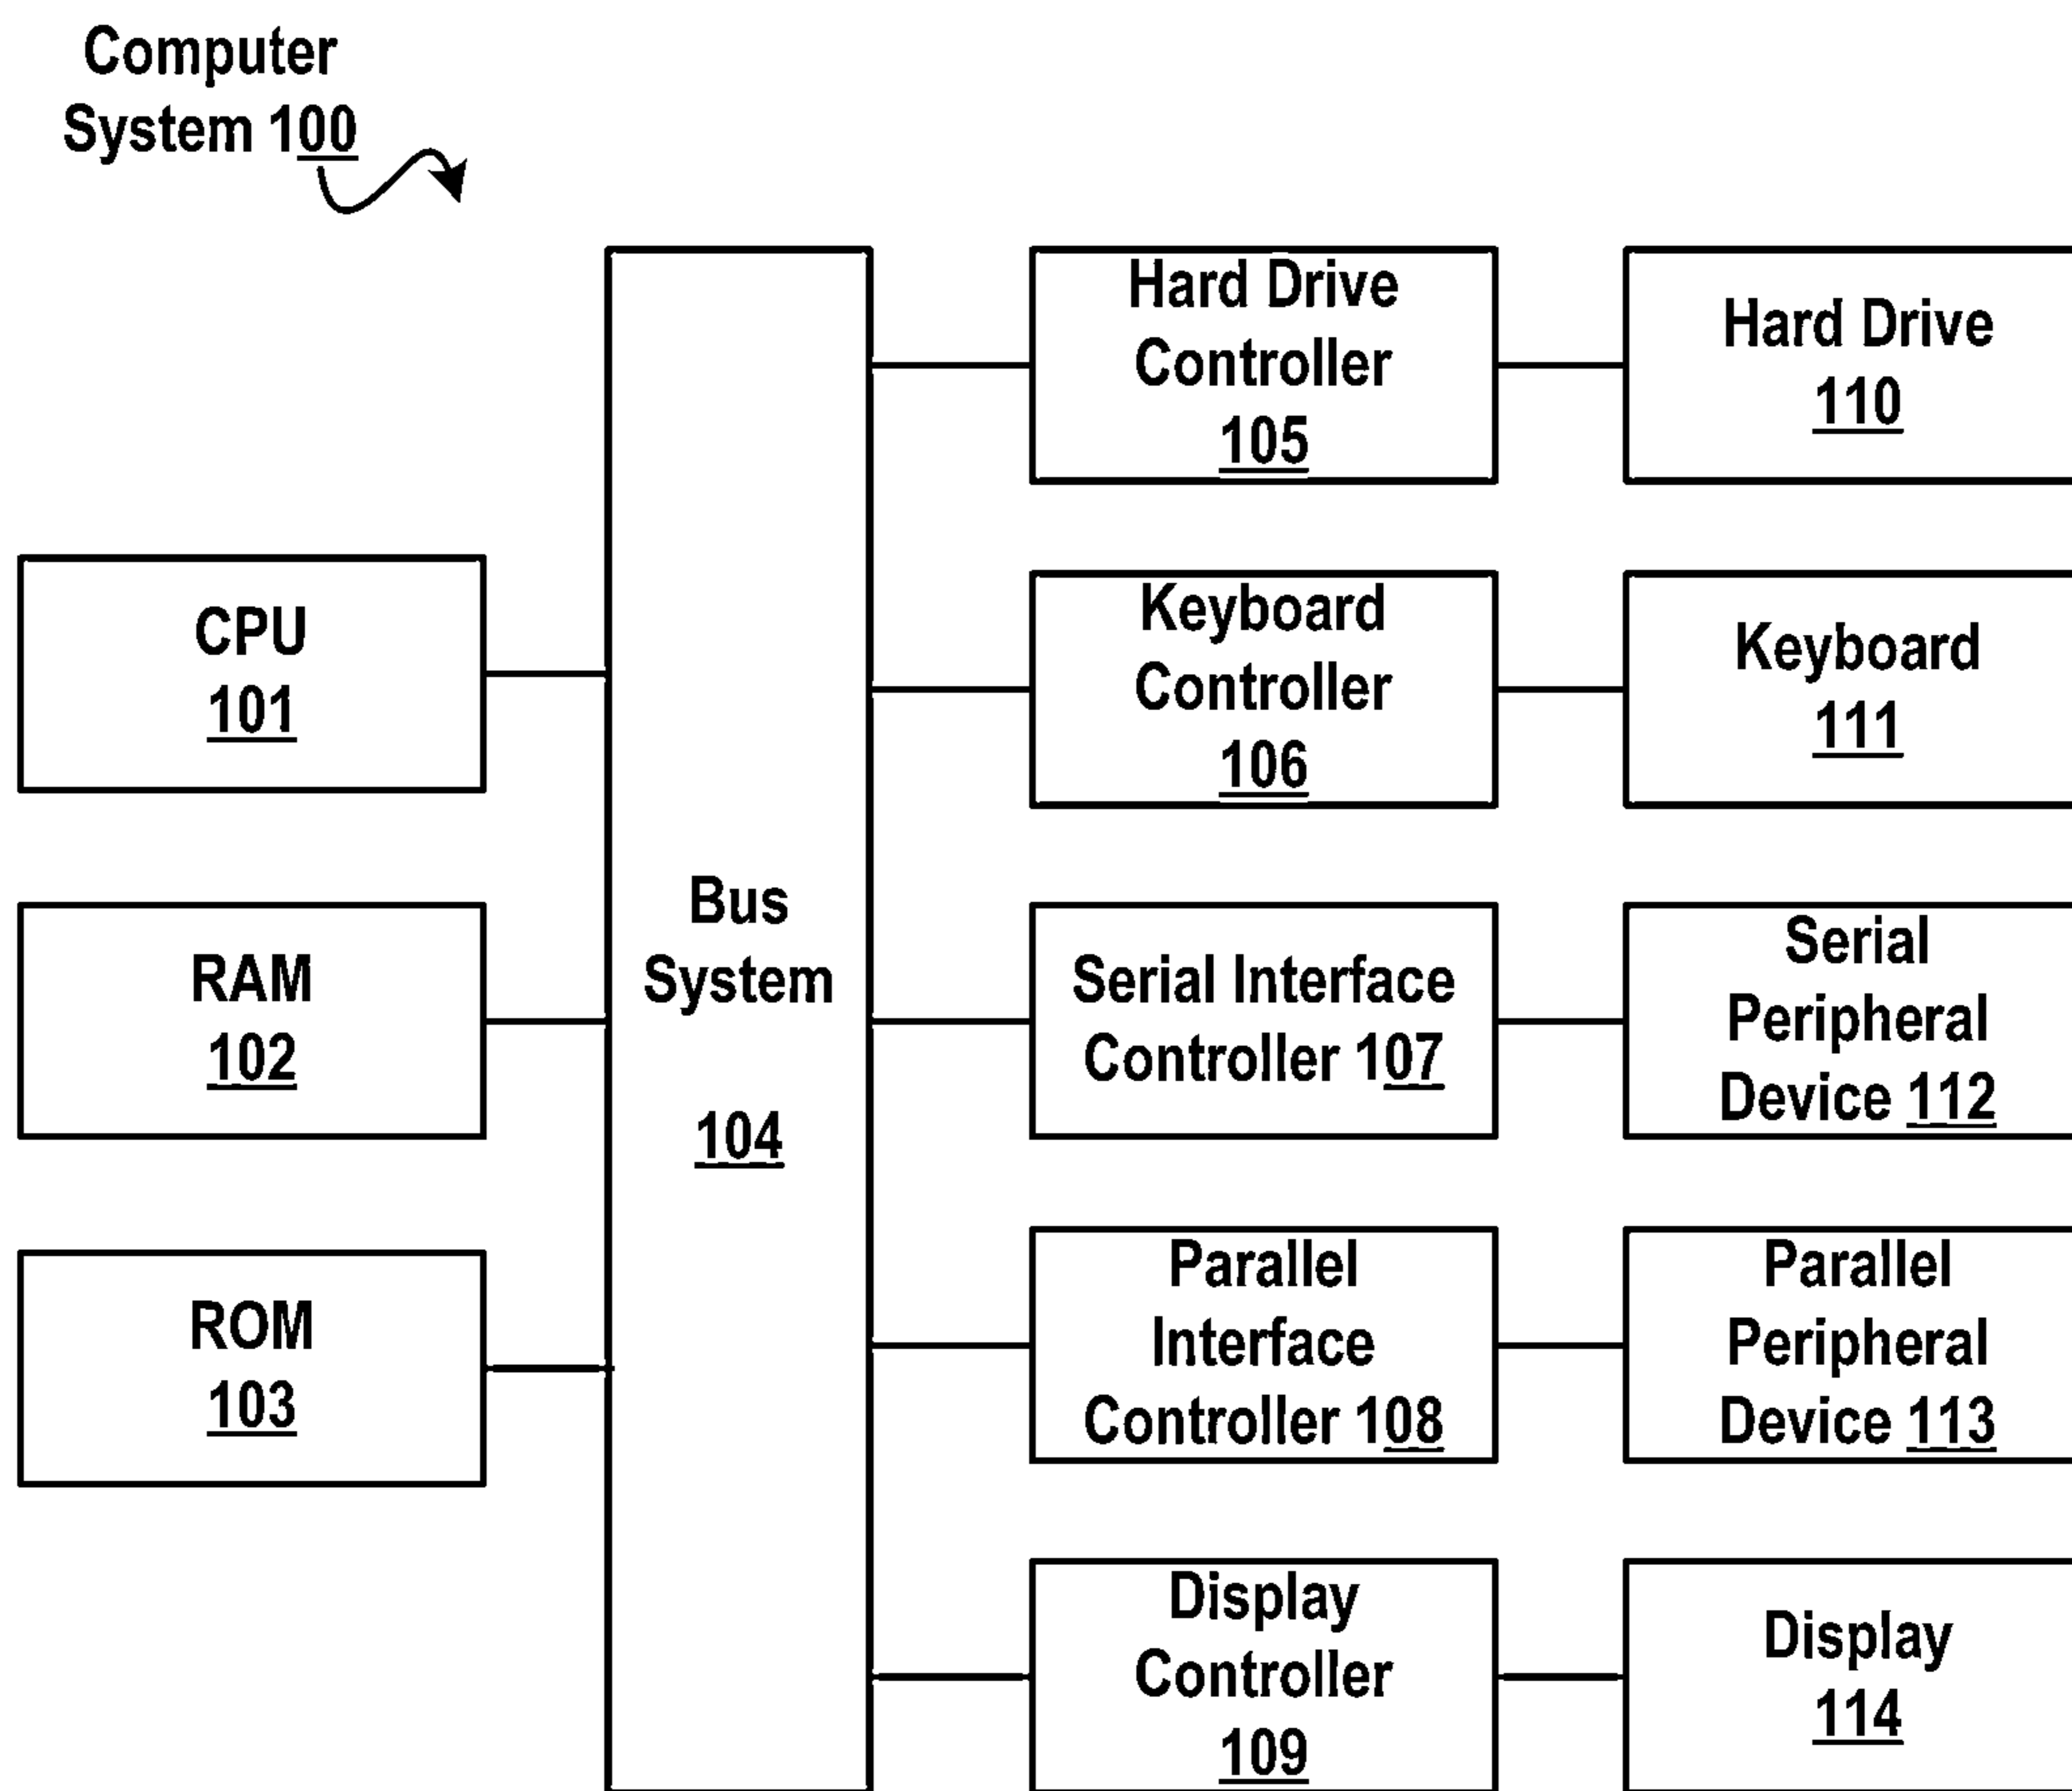 Computer
System 100
Hard Drive
Controller
105
Hard Drive
110
CPU
101
Keyboard
Controller
106
Keyboard
111
RAM
102
Bus
System
104
Serial Interface
Controller 107
Serial
Peripheral
Device 112
ROM
103
Parallel
Interface
Controller 108
Parallel
Peripheral
Device 113
Display
Controller
109
Display
114